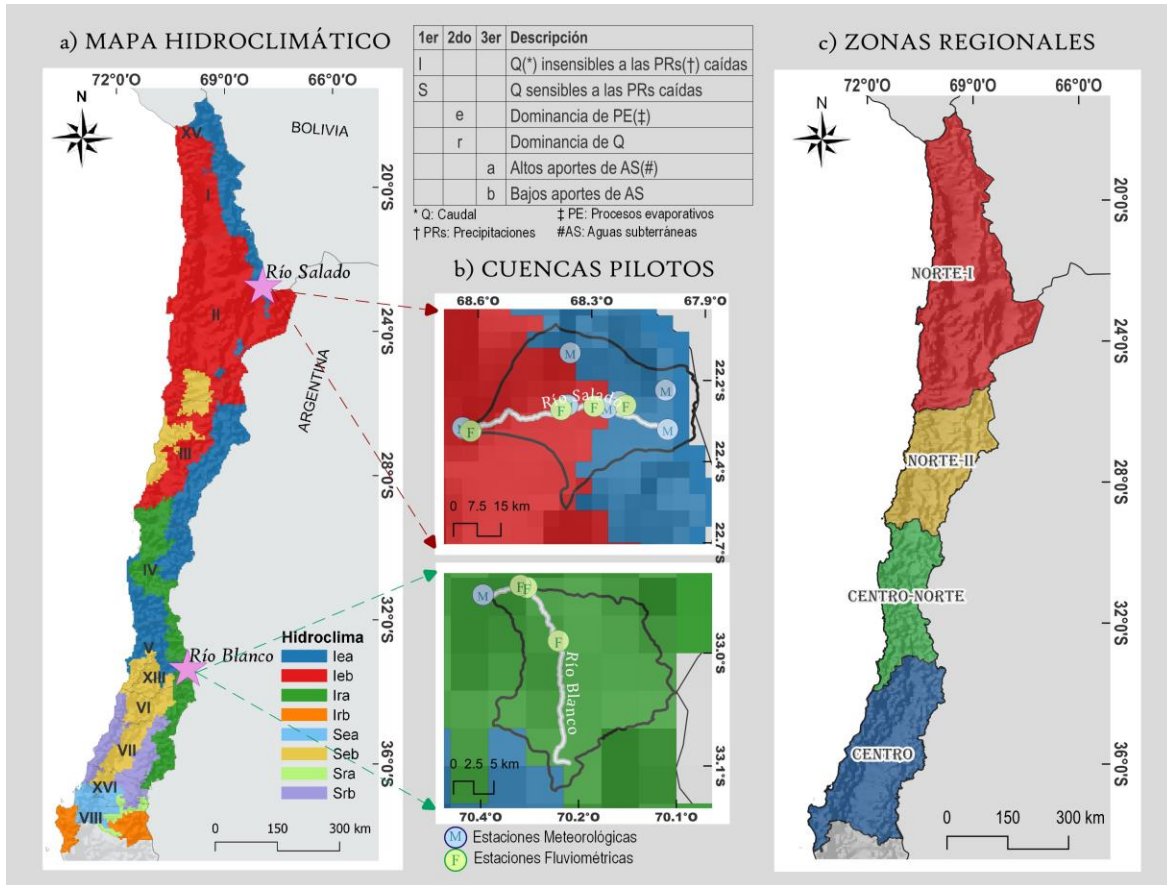 a) MAPA HIDROCLIMÁTICO
72°0'O 69°0'O 66°0'O
N
BOLIVIA
ARGENTINA
XV
I
II
III
IV
V
XIII
VI
VII
XVI
VIII
Río Salado
Río Blanco
20°0'S
24°0'S
28°0'S
32°0'S
36°0'S
Hidroclima
Iea
Ieb
Ira
Irb
Sea
Seb
Sra
Srb
0 150 300 km
1er 2do 3er Descripción
I Q(*) insensibles a las PRs(†) caídas
S Q sensibles a las PRs caídas
e Dominancia de PE(‡)
r Dominancia de Q
a Altos aportes de AS(#)
b Bajos aportes de AS
* Q: Caudal ‡ PE: Procesos evaporativos
† PRs: Precipitaciones #AS: Aguas subterráneas
b) CUENCAS PILOTOS
68.6°O 68.3°O 67.9°O
M
M
Río Salado
M F M F F M M
22.2°S
22.4°S
22.7°S
0 7.5 15 km
M F F
F
Río Blanco
33.0°S
33.1°S
0 2.5 5 km
70.4°O 70.2°O 70.1°O
M Estaciones Meteorológicas
F Estaciones Fluviométricas
c) ZONAS REGIONALES
72°0'O 69°0'O 66°0'O
N
20°0'S
24°0'S
28°0'S
32°0'S
36°0'S
NORTE-I
NORTE-II
CENTRO-NORTE
CENTRO
0 150 300 km